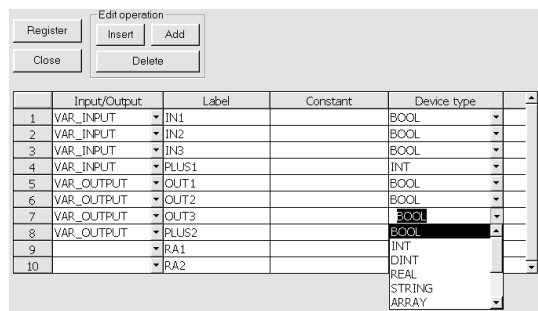 Edit operation
Register Insert Add
Close Delete
Input/Output Label Constant Device type
1 VAR_INPUT IN1 BOOL
2 VAR_INPUT IN2 BOOL
3 VAR_INPUT IN3 BOOL
4 VAR_INPUT PLUS1 INT
5 VAR_OUTPUT OUT1 BOOL
6 VAR_OUTPUT OUT2 BOOL
7 VAR_OUTPUT OUT3 BOOL
8 VAR_OUTPUT PLUS2 BOOL
9 RA1 INT
DINT
10 RA2 REAL
STRING
ARRAY